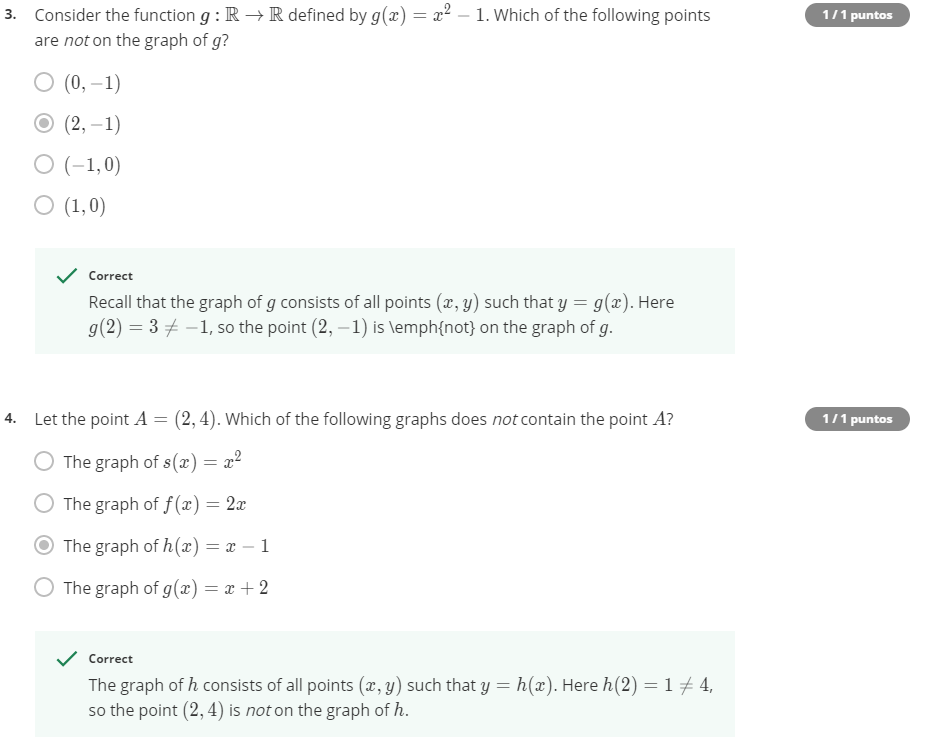 3. Consider the function g : ℝ → ℝ defined by g(x) = x² − 1. Which of the following points 1 / 1 puntos
are not on the graph of g?
(0, −1)
(2, −1)
(−1, 0)
(1, 0)
Correct
Recall that the graph of g consists of all points (x, y) such that y = g(x). Here
g(2) = 3 ≠ −1, so the point (2, −1) is \emph{not} on the graph of g.
4. Let the point A = (2, 4). Which of the following graphs does not contain the point A? 1 / 1 puntos
The graph of s(x) = x²
The graph of f(x) = 2x
The graph of h(x) = x − 1
The graph of g(x) = x + 2
Correct
The graph of h consists of all points (x, y) such that y = h(x). Here h(2) = 1 ≠ 4,
so the point (2, 4) is not on the graph of h.